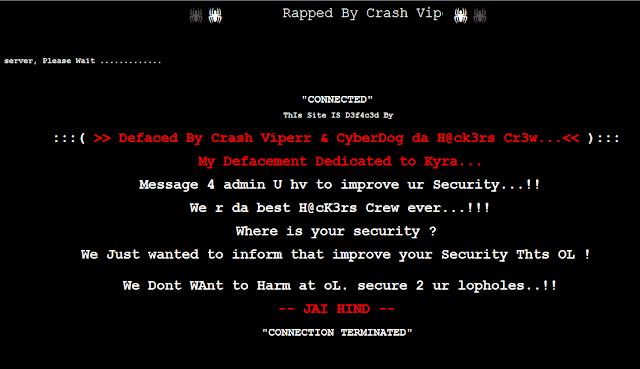 Rapped By Crash Vip
server, Please Wait .............
"CONNECTED"
ThIs Site IS D3f4c3d By
:::( >> Defaced By Crash Viperr & CyberDog da H@ck3rs Cr3w...<< ):::
My Defacement Dedicated to Kyra...
Message 4 admin U hv to improve ur Security...!!
We r da best H@cK3rs Crew ever...!!!
Where is your security ?
We Just wanted to inform that improve your Security Thts OL !
We Dont WAnt to Harm at oL. secure 2 ur lopholes..!!
-- JAI HIND --
"CONNECTION TERMINATED"